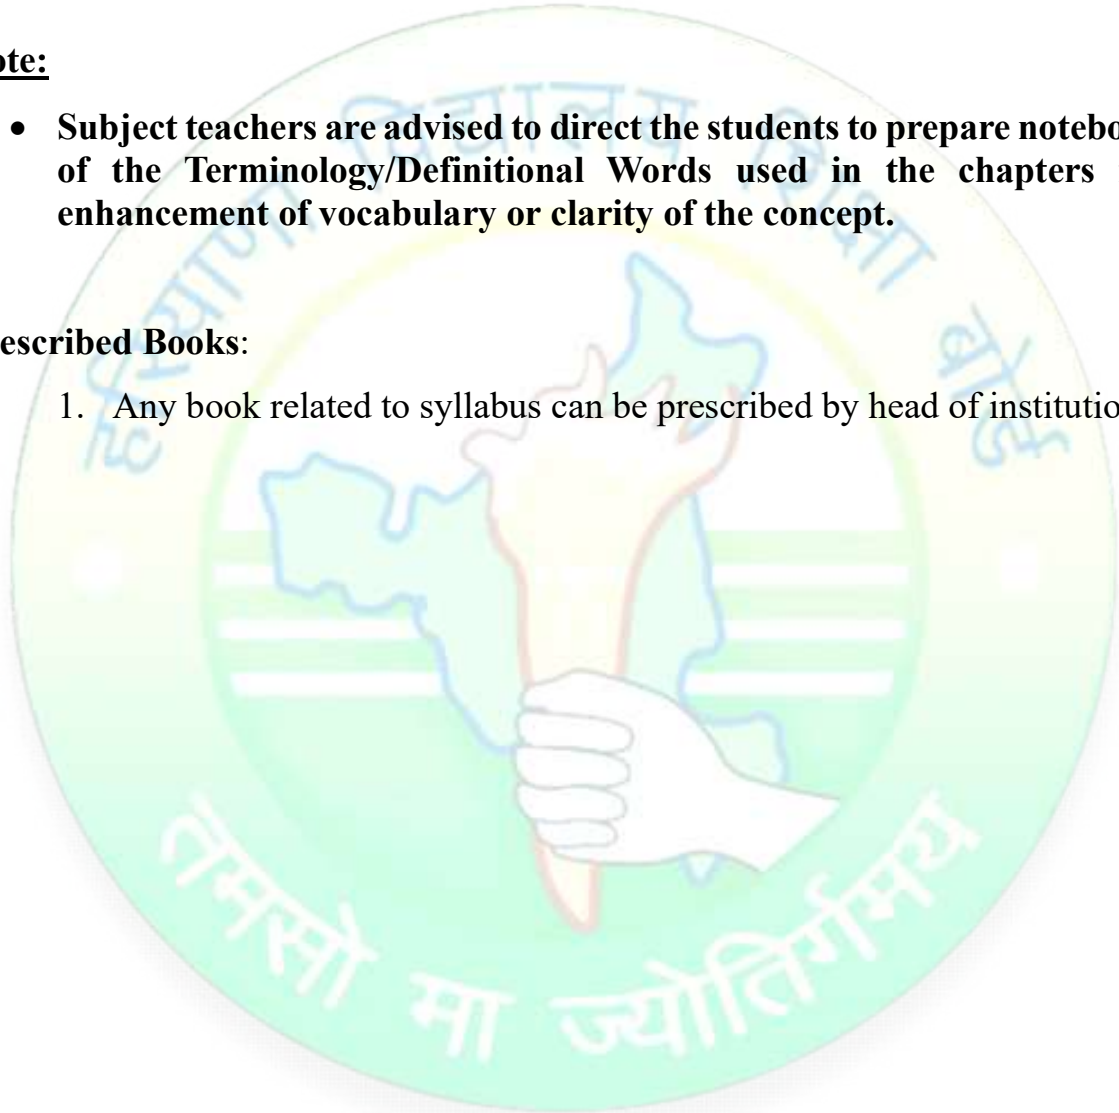 ote:
• Subject teachers are advised to direct the students to prepare notebo
of the Terminology/Definitional Words used in the chapters
enhancement of vocabulary or clarity of the concept.
escribed Books:
1. Any book related to syllabus can be prescribed by head of institutio
हरियाणा विद्यालय शिक्षा बोर्ड
तमसो मा ज्योतिर्गमय